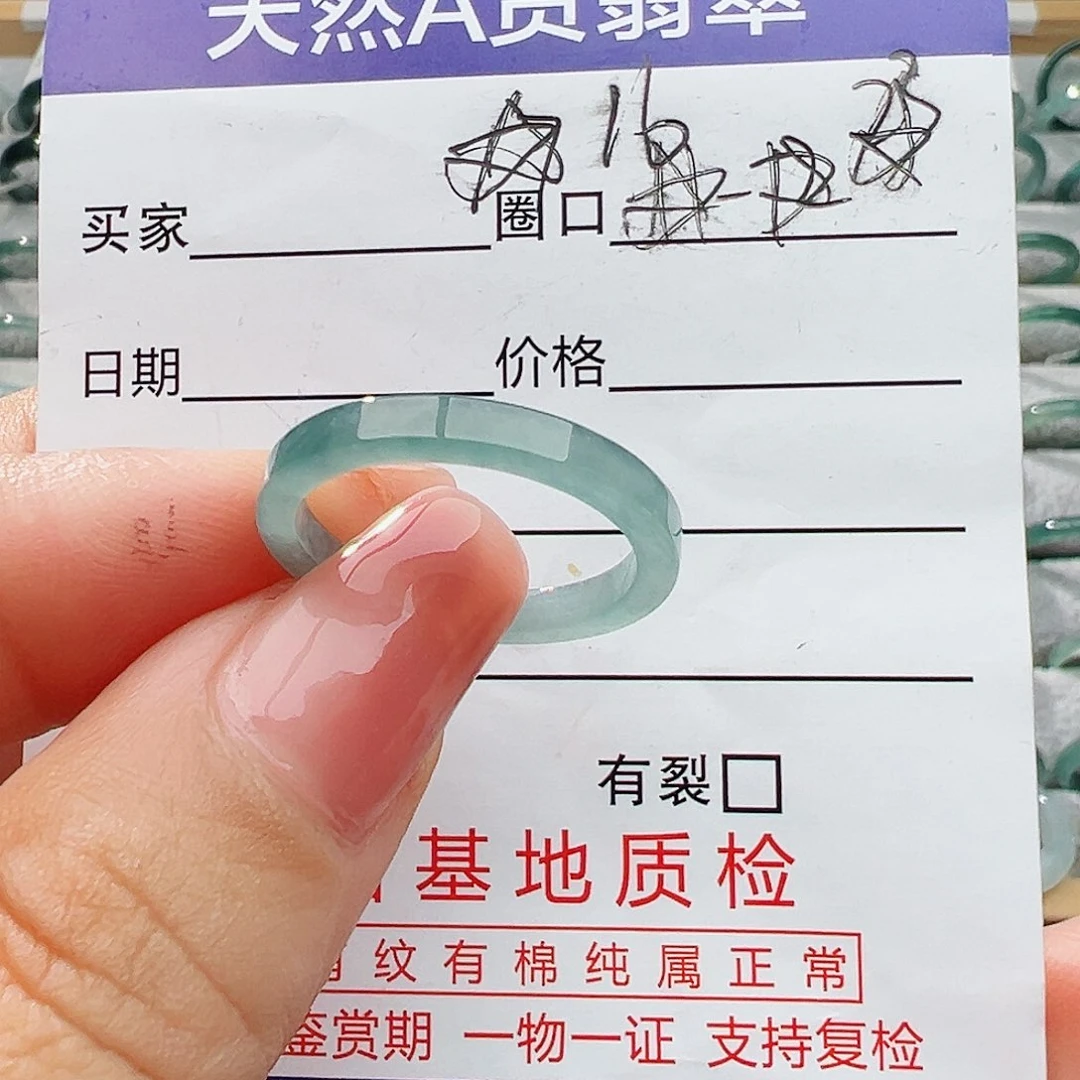 天然A货翡翠
16
买家 圈口
日期 价格
有裂
基地质检
纹有棉纯属正常
鉴赏期 一物一证 支持复检